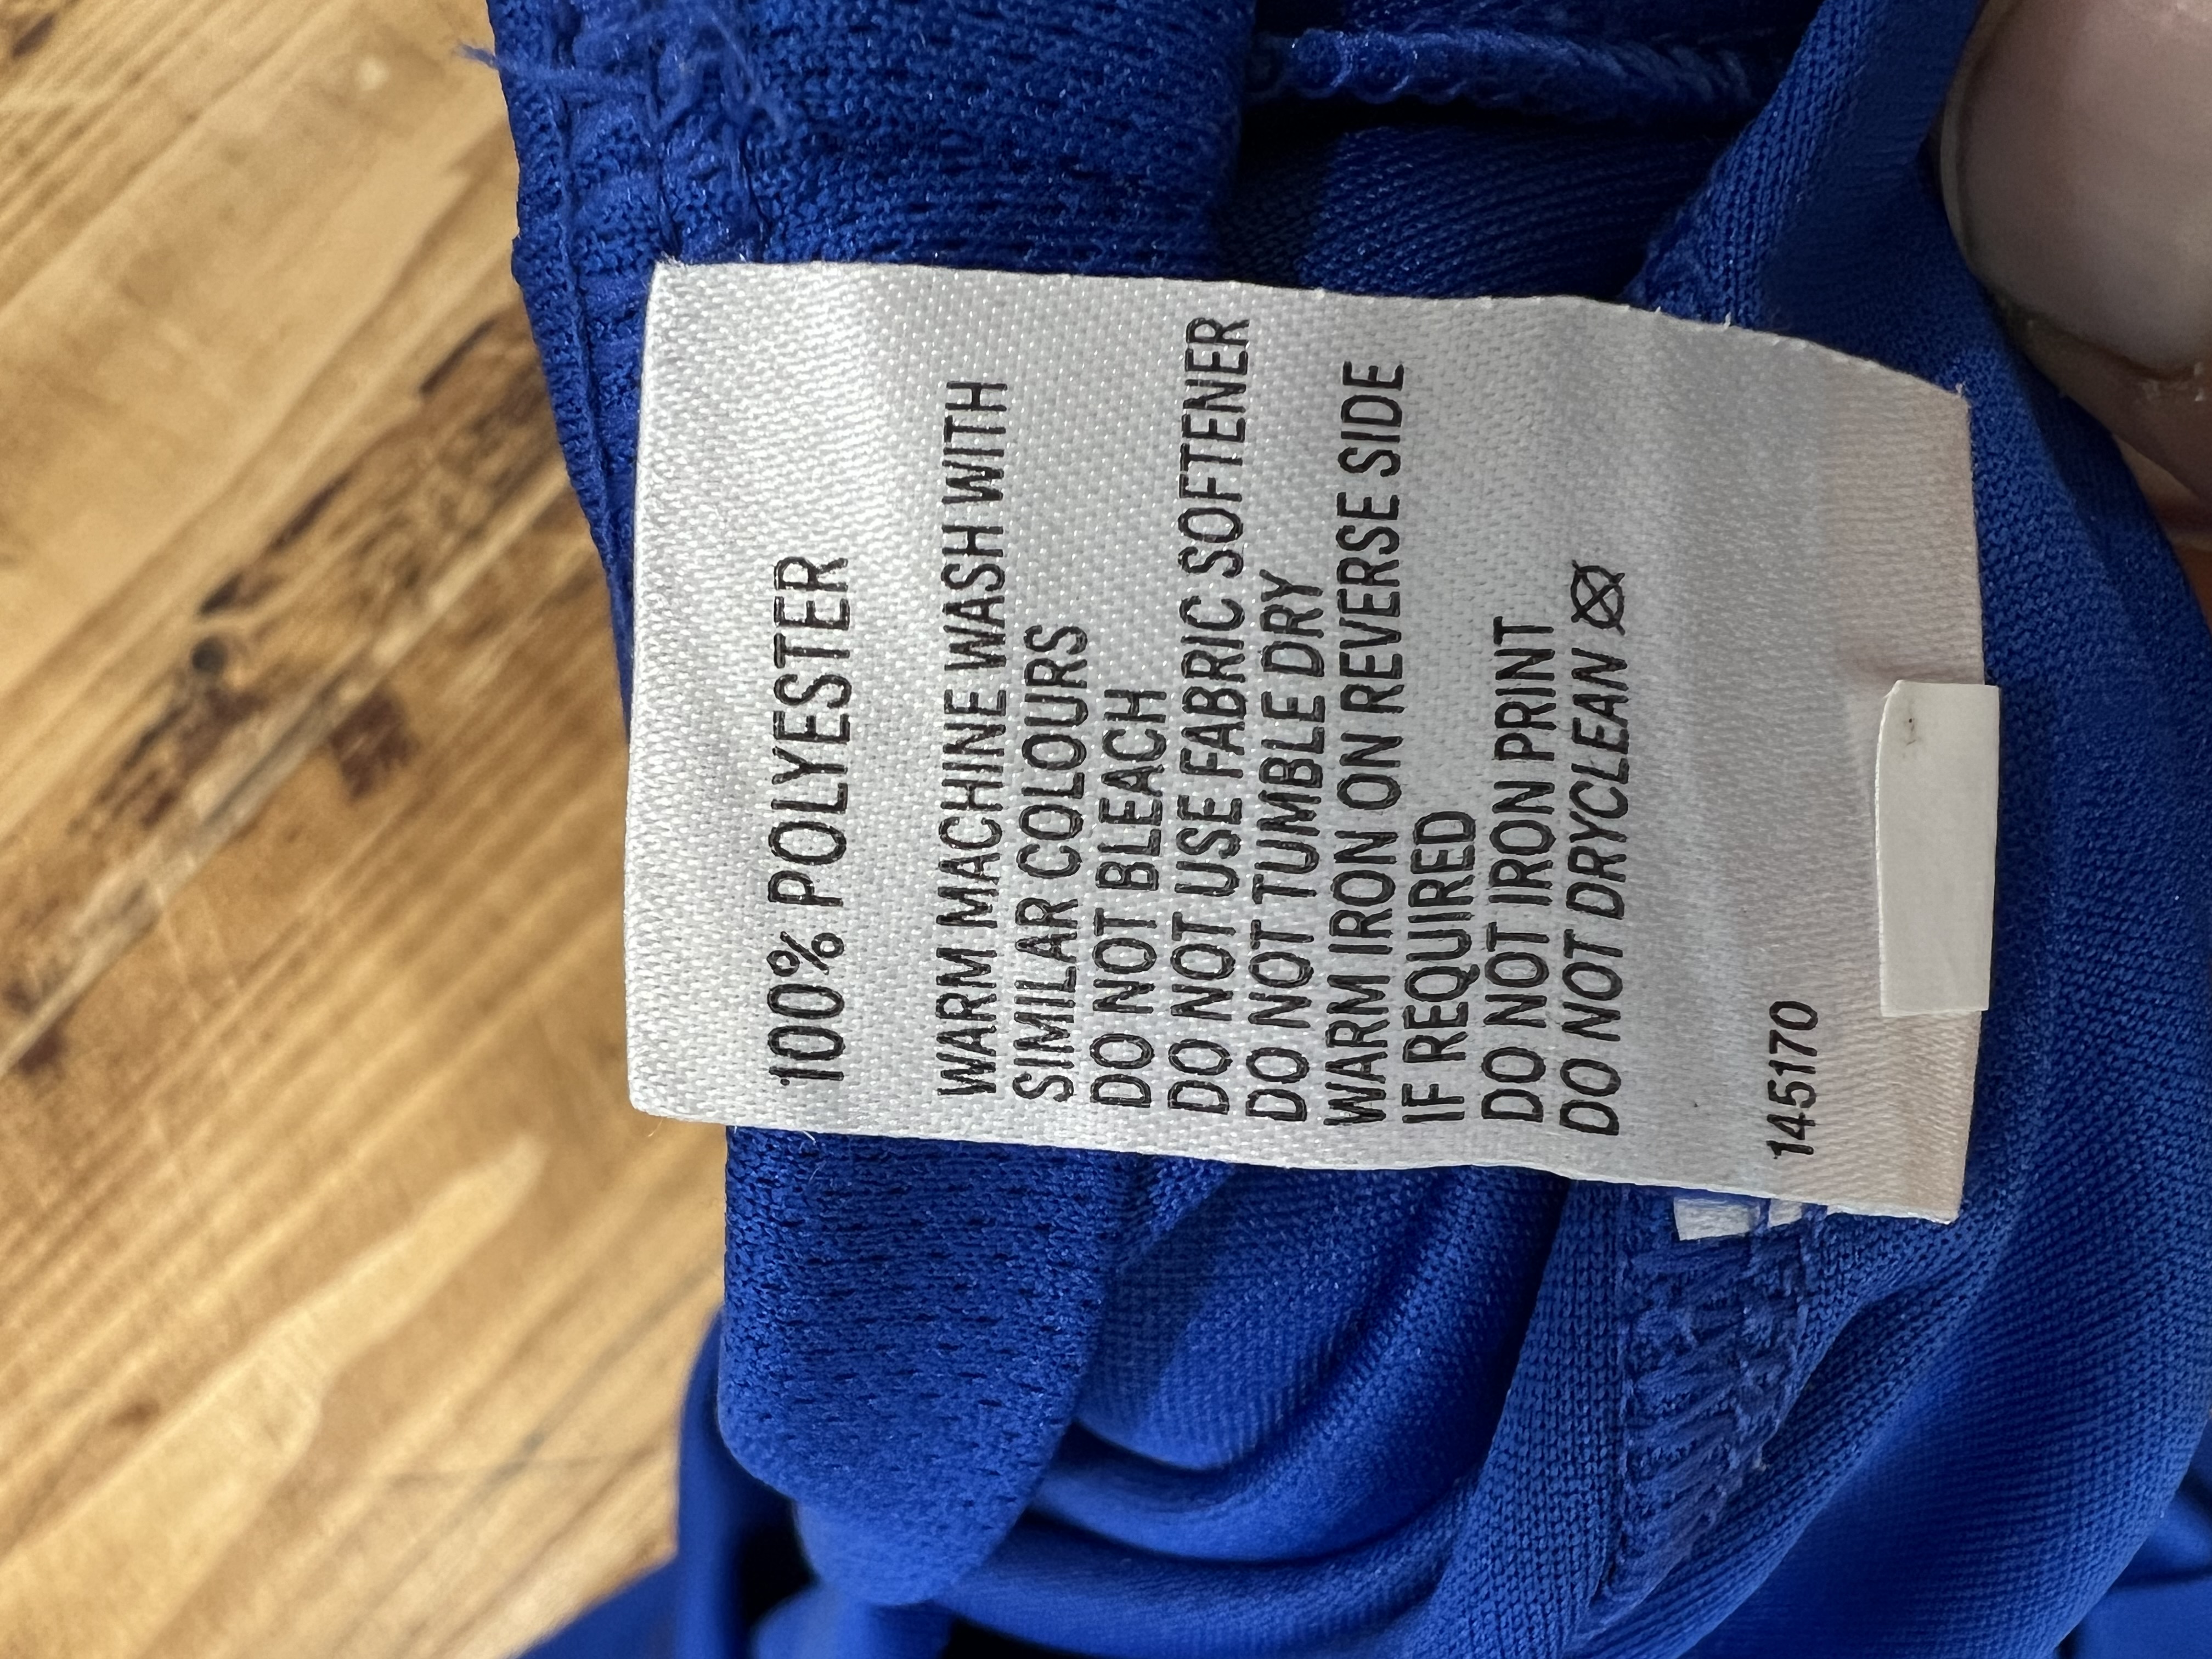 100% POLYESTER
WARM MACHINE WASH WITH
SIMILAR COLOURS
DO NOT BLEACH
DO NOT USE FABRIC SOFTENER
DO NOT TUMBLE DRY
WARM IRON ON REVERSE SIDE
IF REQUIRED
DO NOT IRON PRINT
DO NOT DRYCLEAN
145170